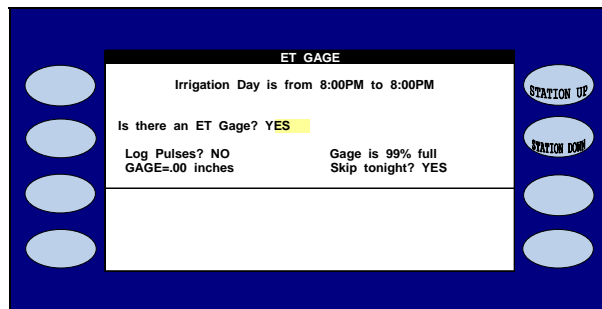 ET GAGE
Irrigation Day is from 8:00PM to 8:00PM
STATION UP
Is there an ET Gage? YES
STATION DOWN
Log Pulses? NO Gage is 99% full
GAGE=.00 inches Skip tonight? YES